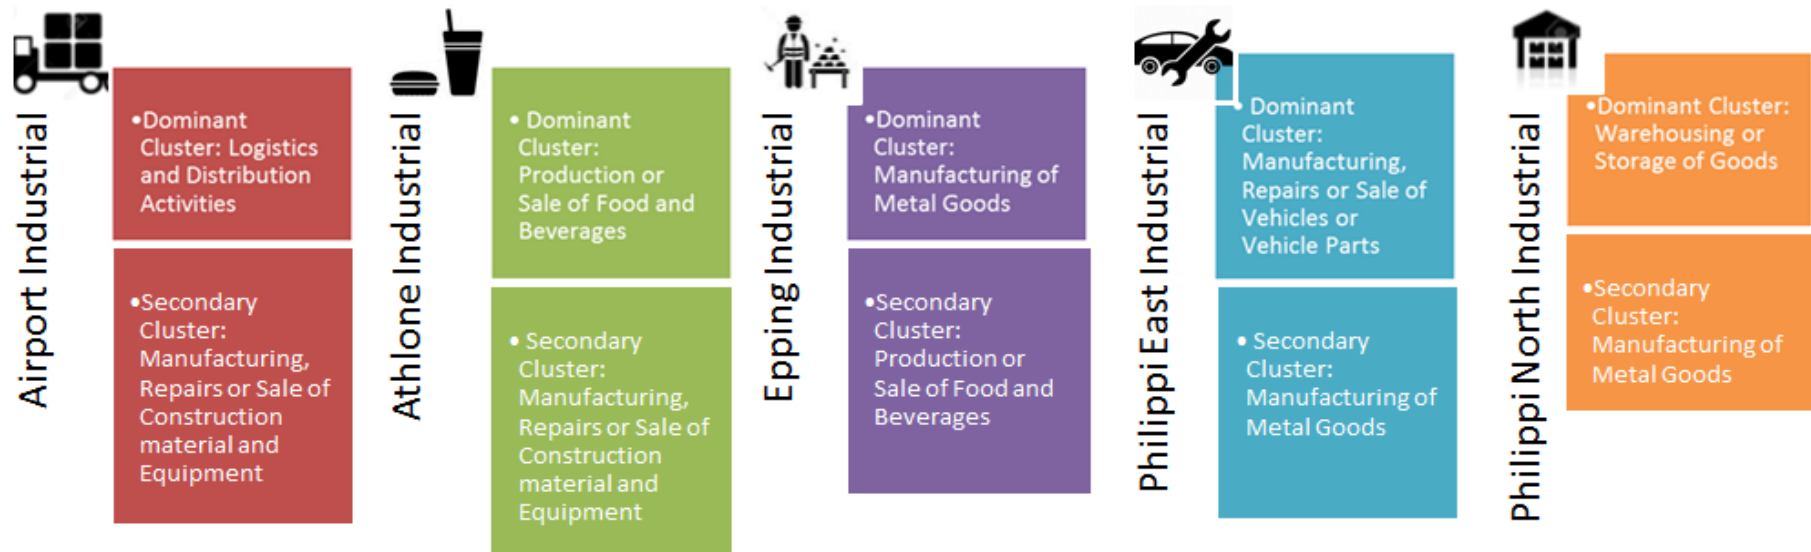 Airport Industrial
•Dominant
Cluster: Logistics
and Distribution
Activities
•Secondary
Cluster:
Manufacturing,
Repairs or Sale of
Construction
material and
Equipment
Athlone Industrial
• Dominant
Cluster:
Production or
Sale of Food and
Beverages
• Secondary
Cluster:
Manufacturing,
Repairs or Sale of
Construction
material and
Equipment
Epping Industrial
•Dominant
Cluster:
Manufacturing of
Metal Goods
•Secondary
Cluster:
Production or
Sale of Food and
Beverages
Philippi East Industrial
• Dominant
Cluster:
Manufacturing,
Repairs or Sale of
Vehicles or
Vehicle Parts
• Secondary
Cluster:
Manufacturing of
Metal Goods
Philippi North Industrial
•Dominant Cluster:
Warehousing or
Storage of Goods
•Secondary
Cluster:
Manufacturing of
Metal Goods